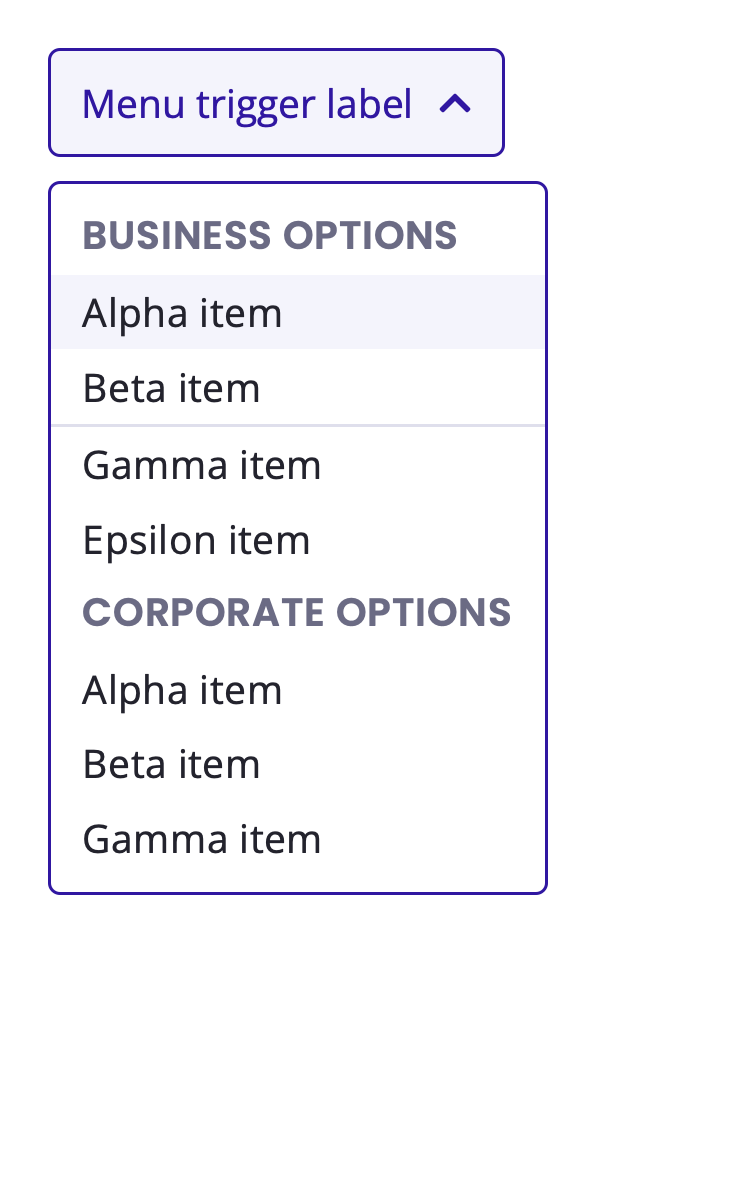 Menu trigger label
BUSINESS OPTIONS
Alpha item
Beta item
Gamma item
Epsilon item
CORPORATE OPTIONS
Alpha item
Beta item
Gamma item